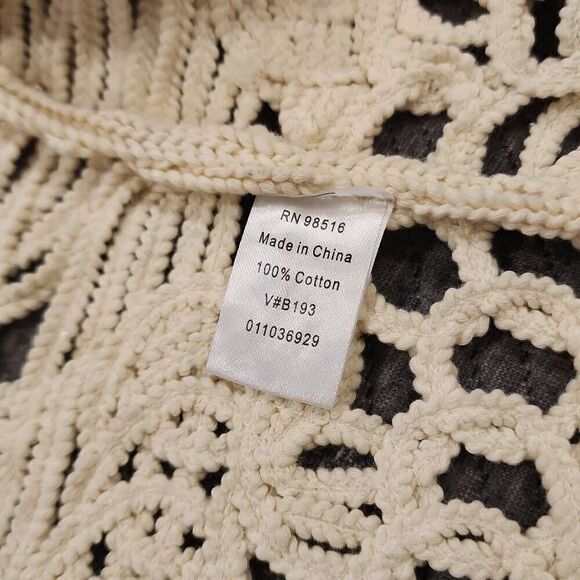 RN 98516
Made in China
100% Cotton
V#B193
011036929